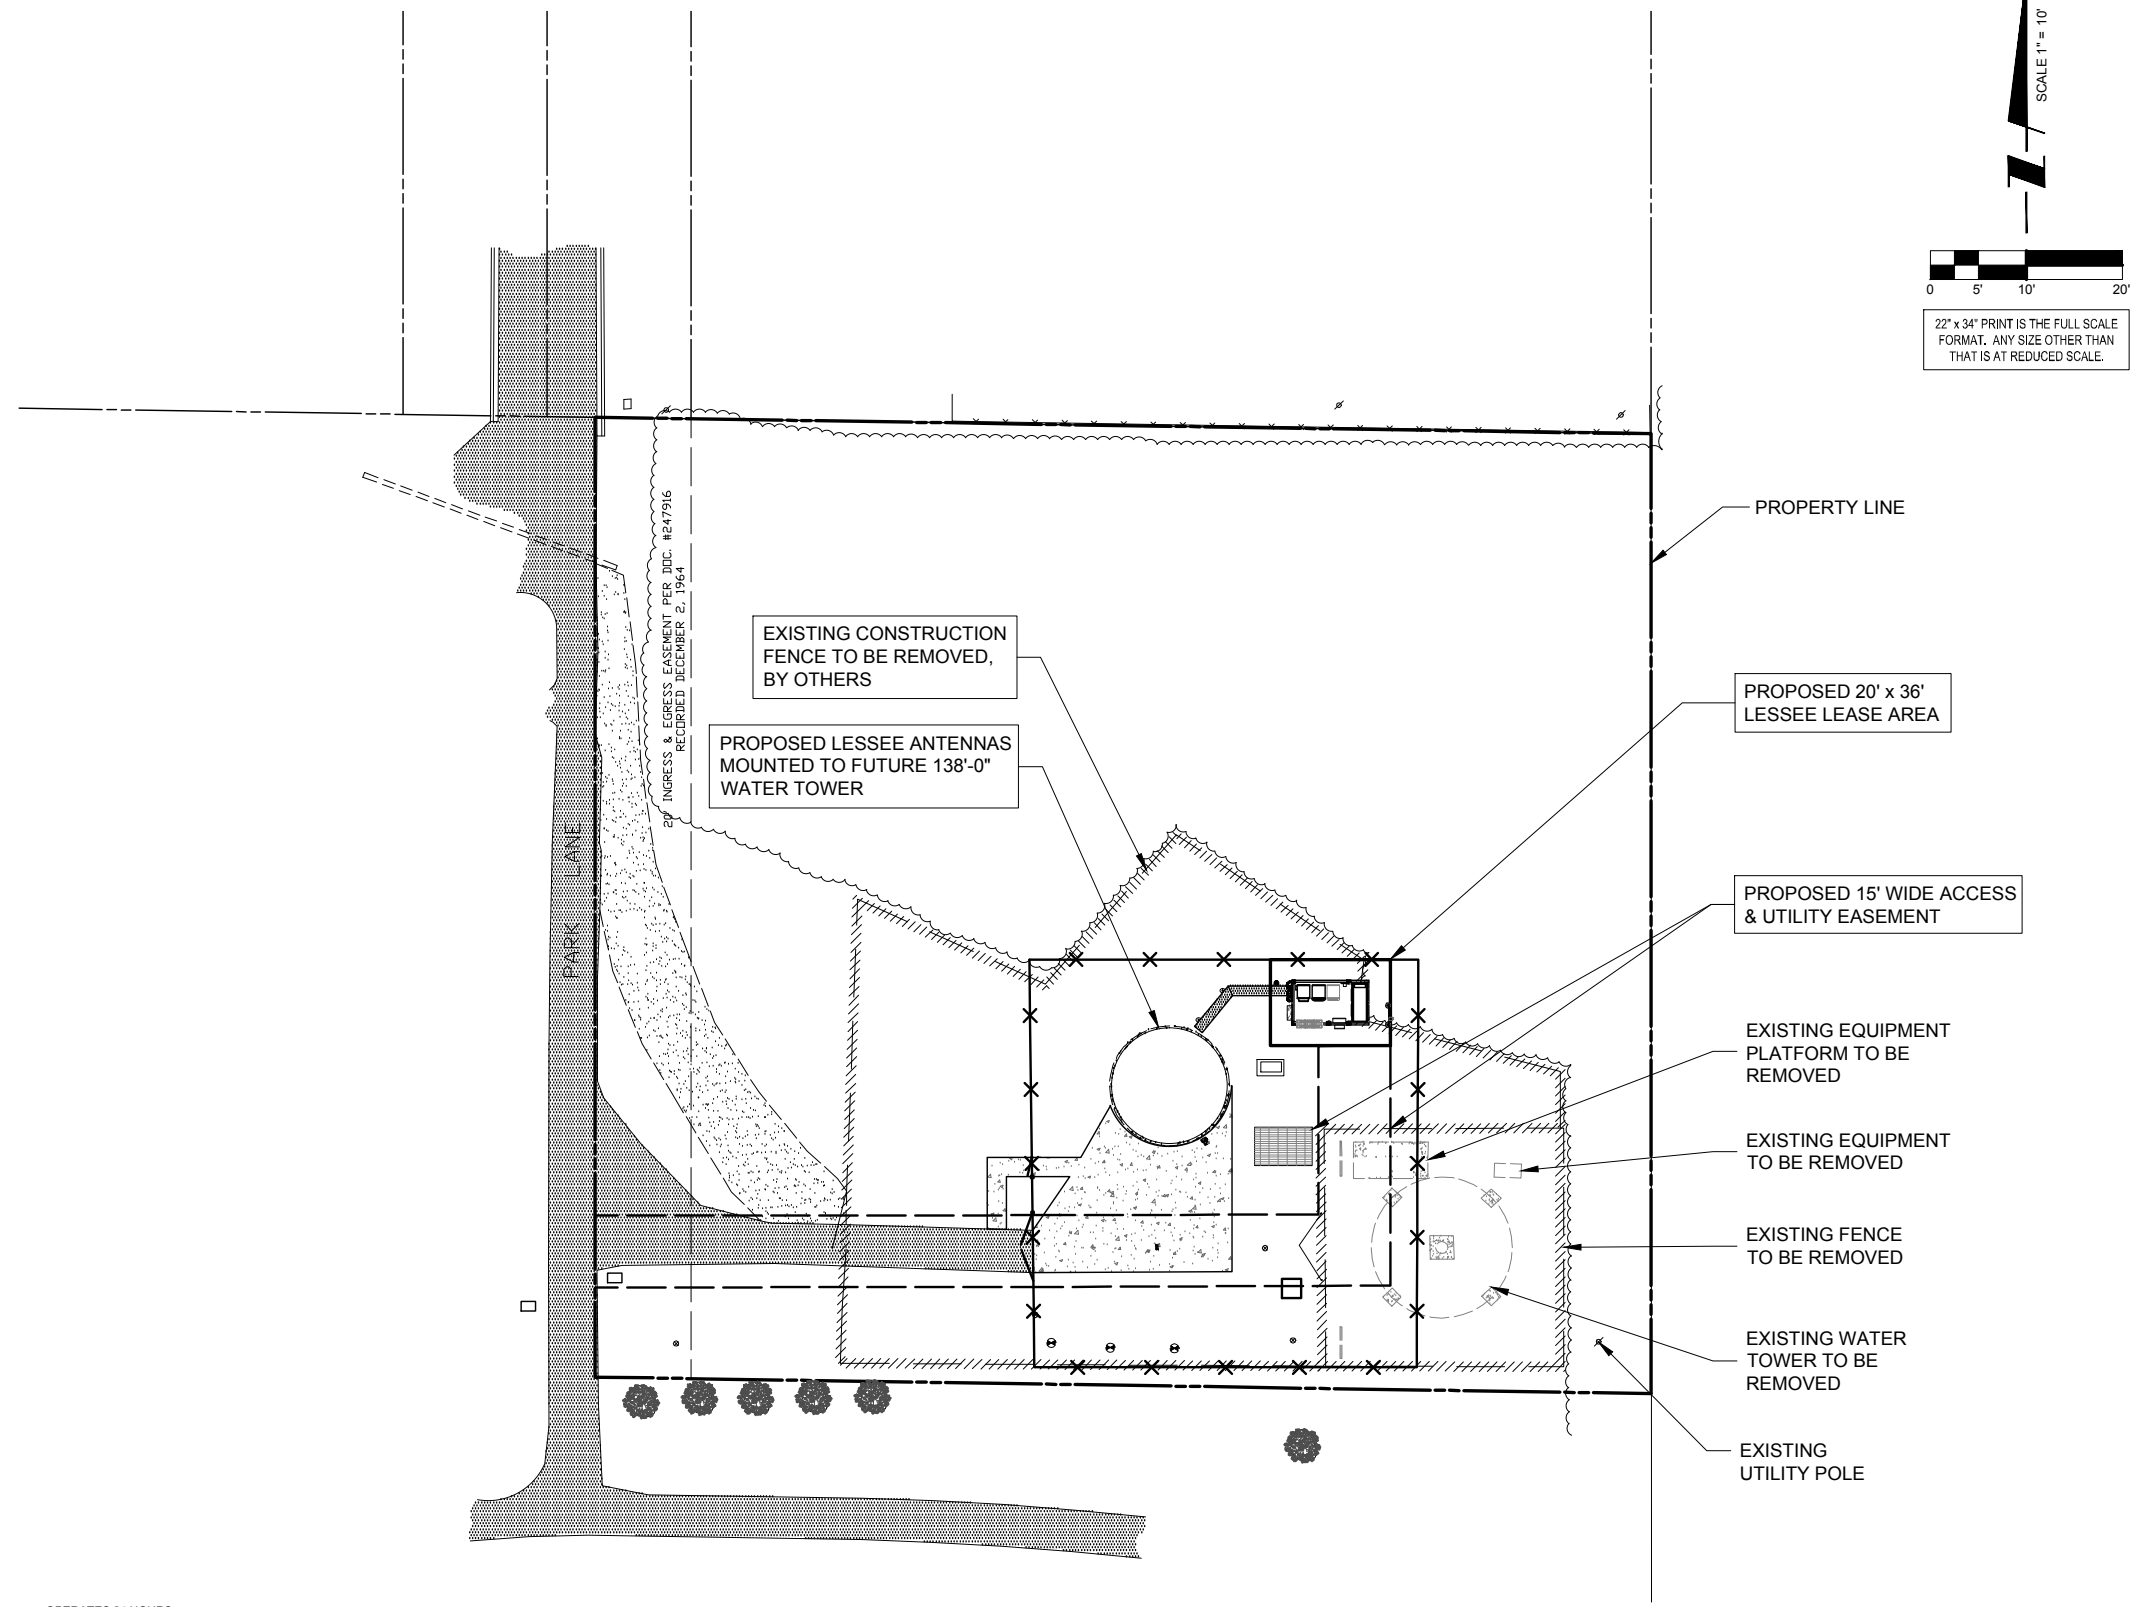 SCALE 1" = 10'
0 5' 10' 20'
22" x 34" PRINT IS THE FULL SCALE
FORMAT. ANY SIZE OTHER THAN
THAT IS AT REDUCED SCALE.
PROPERTY LINE
20' INGRESS & EGRESS EASEMENT PER DOC. #247916
RECORDED DECEMBER 2, 1964
EXISTING CONSTRUCTION
FENCE TO BE REMOVED,
BY OTHERS
PROPOSED LESSEE ANTENNAS
MOUNTED TO FUTURE 138'-0"
WATER TOWER
PROPOSED 20' x 36'
LESSEE LEASE AREA
PARK LANE
PROPOSED 15' WIDE ACCESS
& UTILITY EASEMENT
EXISTING EQUIPMENT
PLATFORM TO BE
REMOVED
EXISTING EQUIPMENT
TO BE REMOVED
EXISTING FENCE
TO BE REMOVED
EXISTING WATER
TOWER TO BE
REMOVED
EXISTING
UTILITY POLE